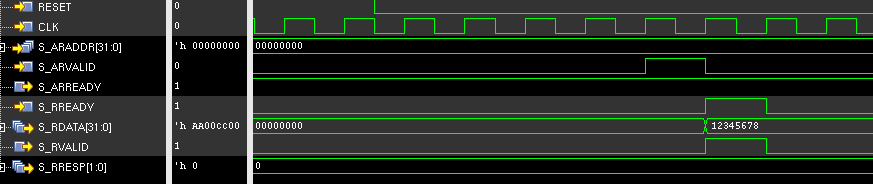 RESET 0
CLK 0
S_ARADDR[31:0] 'h 00000000 00000000
S_ARVALID 0
S_ARREADY 1
S_RREADY 1
S_RDATA[31:0] 'h AA00CC00 00000000 12345678
S_RVALID 1
S_RRESP[1:0] 'h 0 0